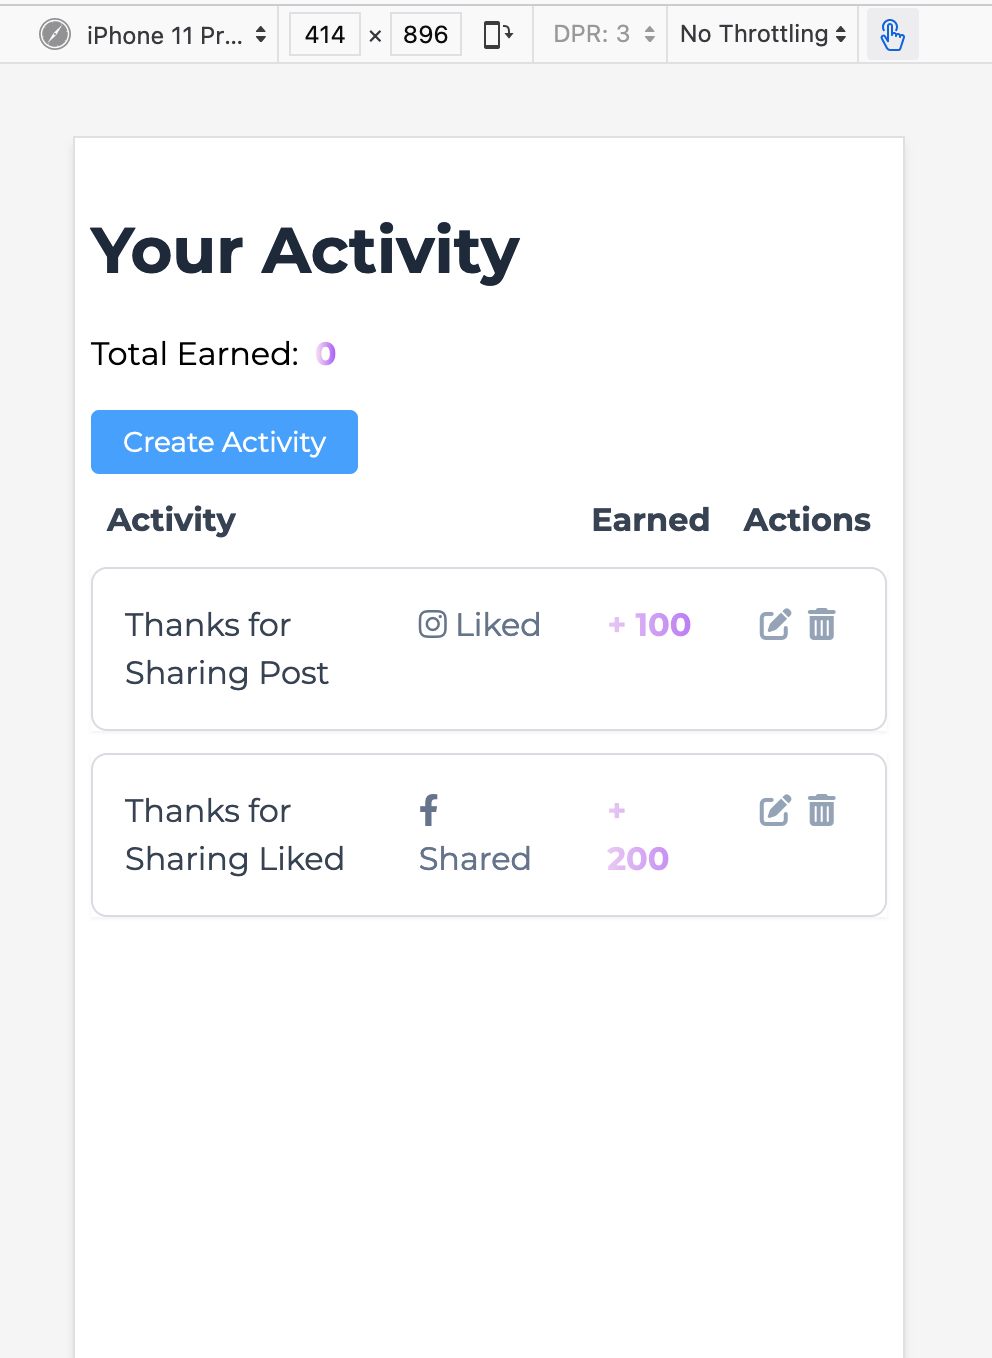 iPhone 11 Pr... 414 × 896 DPR: 3 No Throttling
Your Activity
Total Earned: 0
Create Activity
Activity Earned Actions
Thanks for Liked + 100
Sharing Post
Thanks for +
Sharing Liked Shared 200